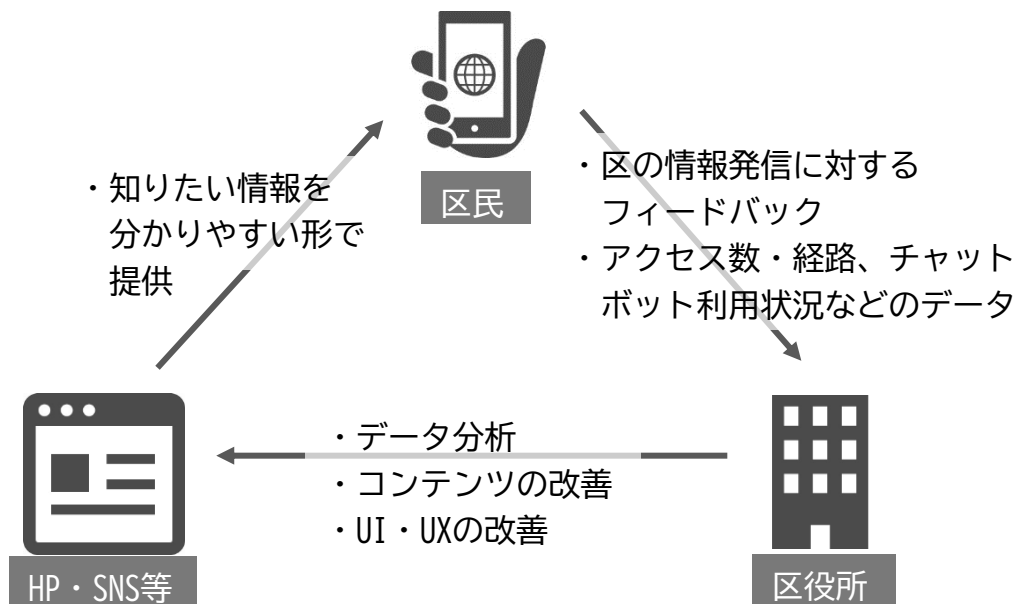 区民
・知りたい情報を
分かりやすい形で
提供
・区の情報発信に対する
フィードバック
・アクセス数・経路、チャット
ボット利用状況などのデータ
・データ分析
・コンテンツの改善
・UI・UXの改善
HP・SNS等
区役所